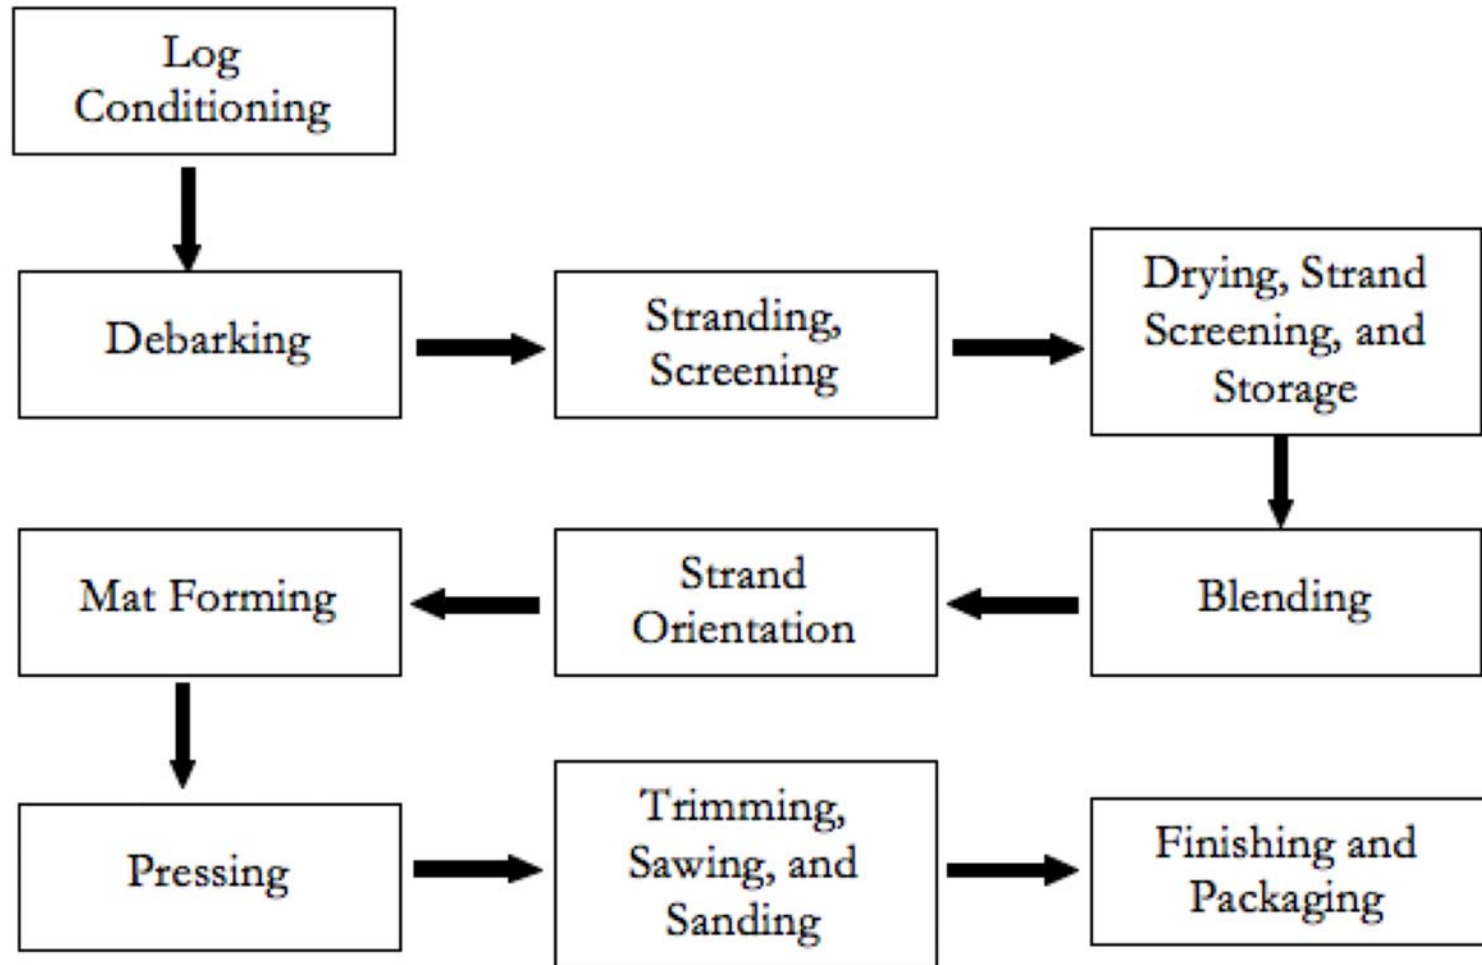 Log
Conditioning
Debarking
Stranding,
Screening
Drying, Strand
Screening, and
Storage
Blending
Strand
Orientation
Mat Forming
Pressing
Trimming,
Sawing, and
Sanding
Finishing and
Packaging